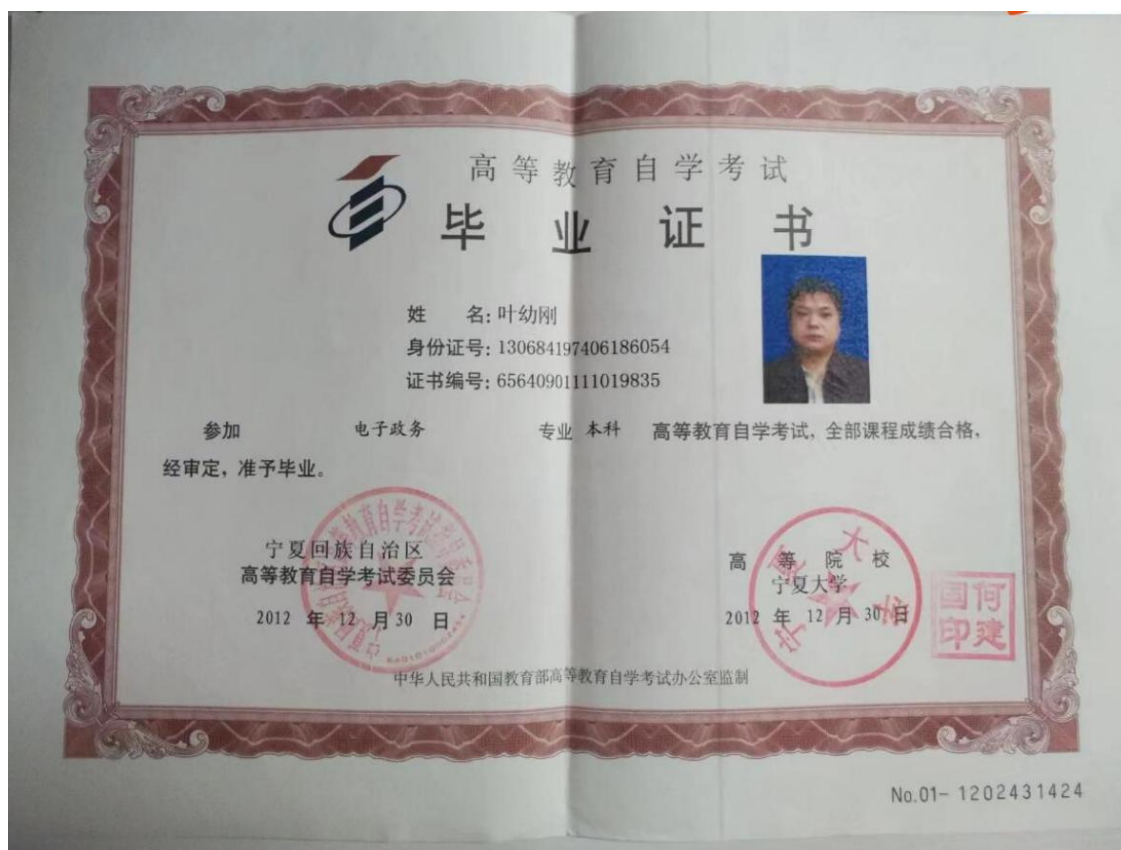 高等教育自学考试
毕业证书
姓 名：叶幼刚
身份证号：130684197406186054
证书编号：65640901111019835
参加 电子政务 专业 本科 高等教育自学考试，全部课程成绩合格，
经审定，准予毕业。
宁夏回族自治区
高等教育自学考试委员会
2012 年 12 月 30 日
高等院校
宁夏大学
2012 年 12 月 30 日
宁夏大学
何建
国印
中华人民共和国教育部高等教育自学考试办公室监制
No.01- 1202431424